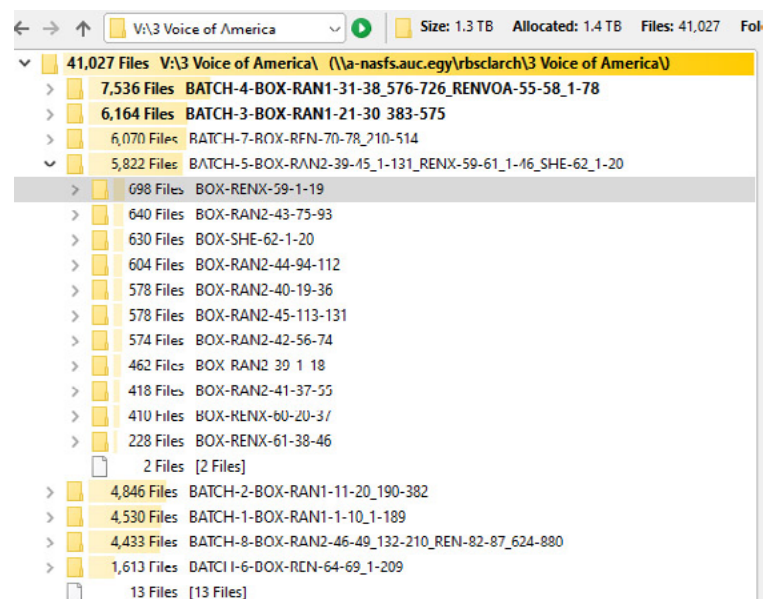 V:\3 Voice of America Size: 1.3 TB Allocated: 1.4 TB Files: 41,027 Fol
41,027 Files V:\3 Voice of America\ (\\a-nasfs.auc.egy\rbsclarch\3 Voice of America\)
7,536 Files BATCH-4-BOX-RAN1-31-38_576-726_RENVOA-55-58_1-78
6,164 Files BATCH-3-BOX-RAN1-21-30 383-575
6,070 Files BATCH-7-BOX-REN-70-78_210-514
5,822 Files BATCH-5-BOX-RAN2-39-45_1-131_RENX-59-61_1-46_SHE-62_1-20
698 Files BOX-RENX-59-1-19
640 Files BOX-RAN2-43-75-93
630 Files BOX-SHE-62-1-20
604 Files BOX-RAN2-44-94-112
578 Files BOX-RAN2-40-19-36
578 Files BOX-RAN2-45-113-131
574 Files BOX-RAN2-42-56-74
462 Files BOX-RAN2-39-1-18
418 Files BOX-RAN2-41-37-55
410 Files BOX-RENX-60-20-37
228 Files BOX-RENX-61-38-46
2 Files [2 Files]
4,846 Files BATCH-2-BOX-RAN1-11-20_190-382
4,530 Files BATCH-1-BOX-RAN1-1-10_1-189
4,433 Files BATCH-8-BOX-RAN2-46-49_132-210_REN-82-87_624-880
1,613 Files BATCH-6-BOX-REN-64-69_1-209
13 Files [13 Files]